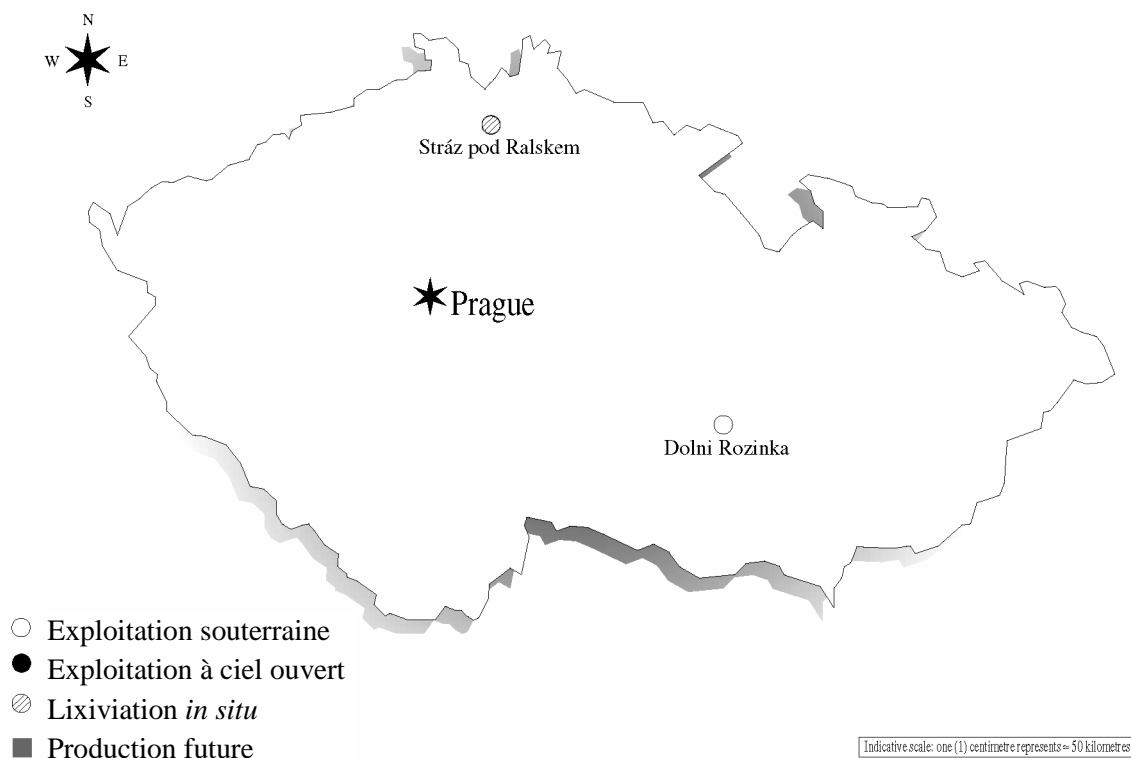 N
W E
S
Stráz pod Ralskem
Prague
Dolni Rozinka
Exploitation souterraine
Exploitation à ciel ouvert
Lixiviation in situ
Production future
Indicative scale: one (1) centimetre represents ≈ 50 kilometres